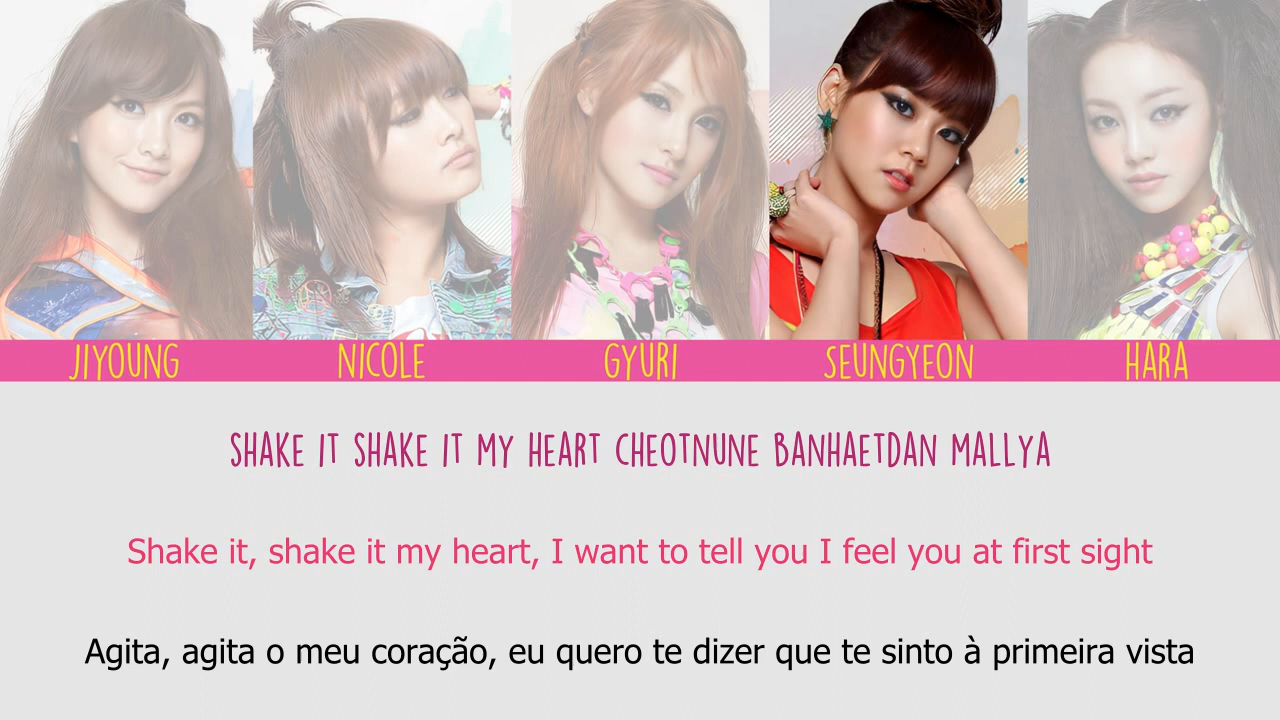 JIYOUNG NICOLE GYURI SEUNGYEON HARA
SHAKE IT SHAKE IT MY HEART CHEOTNUNE BANHAETDAN MALLYA
Shake it, shake it my heart, I want to tell you I feel you at first sight
Agita, agita o meu coração, eu quero te dizer que te sinto à primeira vista